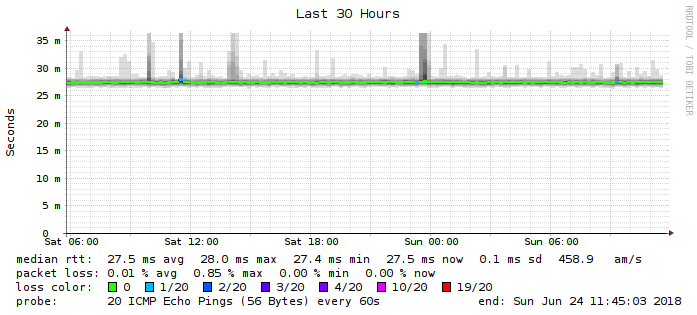 Last 30 Hours
RRDTOOL / TOBI OETIKER
Seconds
35 m
30 m
25 m
20 m
15 m
10 m
5 m
0
Sat 06:00 Sat 12:00 Sat 18:00 Sun 00:00 Sun 06:00
median rtt: 27.5 ms avg 28.0 ms max 27.4 ms min 27.5 ms now 0.1 ms sd 458.9 am/s
packet loss: 0.01 % avg 0.85 % max 0.00 % min 0.00 % now
loss color: 0 1/20 2/20 3/20 4/20 10/20 19/20
probe: 20 ICMP Echo Pings (56 Bytes) every 60s end: Sun Jun 24 11:45:03 2018